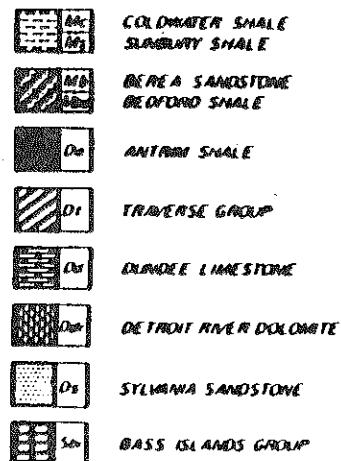 Mc COLDWATER SHALE
Ms SUNBURY SHALE
Mb BEREA SANDSTONE
BEDFORD SHALE
Da ANTRIM SHALE
Dt TRAVERSE GROUP
Dd DUNDEE LIMESTONE
Ddr DETROIT RIVER DOLOMITE
Ds SYLVANIA SANDSTONE
BASS ISLANDS GROUP